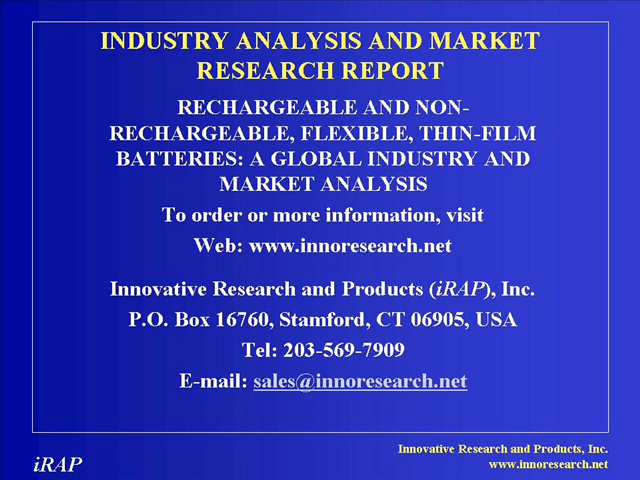 INDUSTRY ANALYSIS AND MARKET
RESEARCH REPORT
RECHARGEABLE AND NON-
RECHARGEABLE, FLEXIBLE, THIN-FILM
BATTERIES: A GLOBAL INDUSTRY AND
MARKET ANALYSIS
To order or more information, visit
Web: www.innoresearch.net
Innovative Research and Products (iRAP), Inc.
P.O. Box 16760, Stamford, CT 06905, USA
Tel: 203-569-7909
E-mail: sales@innoresearch.net
iRAP
Innovative Research and Products, Inc.
www.innoresearch.net